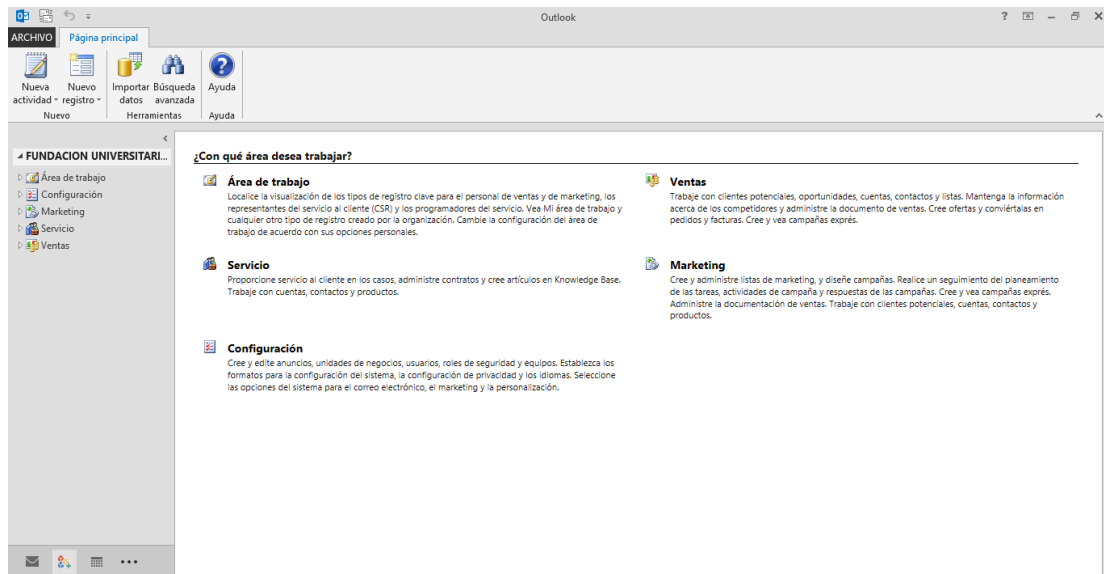 Outlook
ARCHIVO
Página principal
Nueva actividad
Nuevo registro
Importar datos
Búsqueda avanzada
Ayuda
Nuevo
Herramientas
Ayuda
FUNDACION UNIVERSITARI...
Área de trabajo
Configuración
Marketing
Servicio
Ventas
¿Con qué área desea trabajar?
Área de trabajo
Localice la visualización de los tipos de registro clave para el personal de ventas y de marketing, los
representantes del servicio al cliente (CSR) y los programadores del servicio. Vea Mi área de trabajo y
cualquier otro tipo de registro creado por la organización. Cambie la configuración del área de
trabajo de acuerdo con sus opciones personales.
Ventas
Trabaje con clientes potenciales, oportunidades, cuentas, contactos y listas. Mantenga la información
acerca de los competidores y administre la documento de ventas. Cree ofertas y conviértalas en
pedidos y facturas. Cree y vea campañas exprés.
Servicio
Proporcione servicio al cliente en los casos, administre contratos y cree artículos en Knowledge Base.
Trabaje con cuentas, contactos y productos.
Marketing
Cree y administre listas de marketing, y diseñe campañas. Realice un seguimiento del planeamiento
de las tareas, actividades de campaña y respuestas de las campañas. Cree y vea campañas exprés.
Administre la documentación de ventas. Trabaje con clientes potenciales, cuentas, contactos y
productos.
Configuración
Cree y edite anuncios, unidades de negocios, usuarios, roles de seguridad y equipos. Establezca los
formatos para la configuración del sistema, la configuración de privacidad y los idiomas. Seleccione
las opciones del sistema para el correo electrónico, el marketing y la personalización.